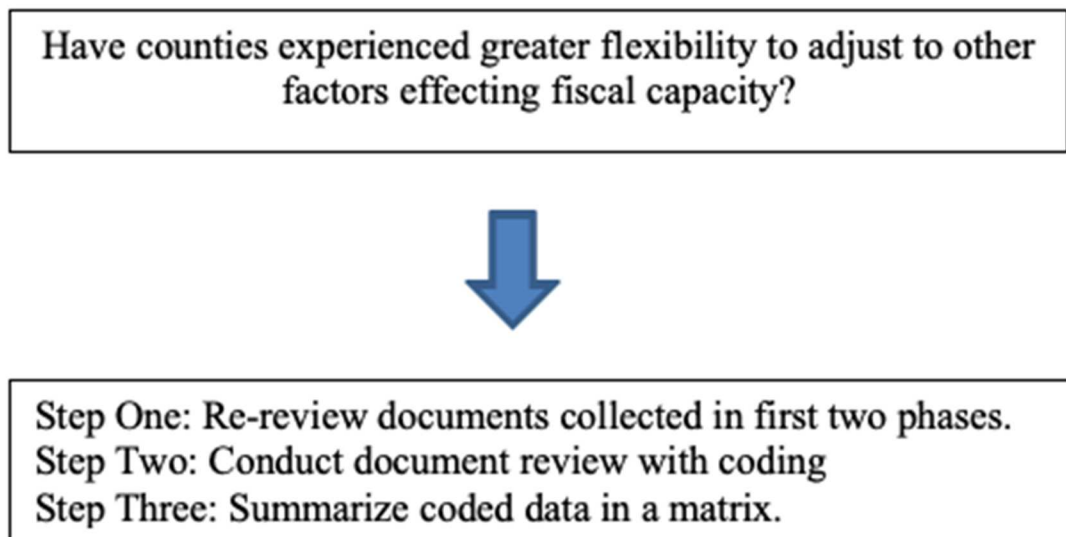 Have counties experienced greater flexibility to adjust to other
factors effecting fiscal capacity?
Step One: Re-review documents collected in first two phases.
Step Two: Conduct document review with coding
Step Three: Summarize coded data in a matrix.